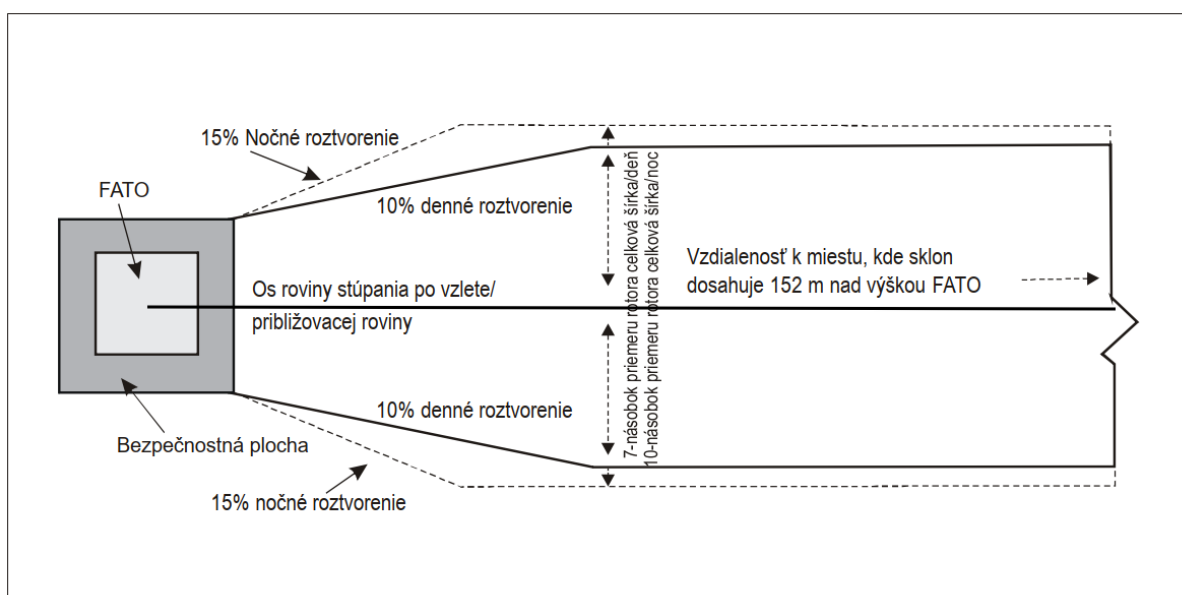 15% Nočné roztvorenie
FATO
10% denné roztvorenie
7-násobok priemeru rotora celková šírka/deň
10-násobok priemeru rotora celková šírka/noc
Vzdialenosť k miestu, kde sklon
dosahuje 152 m nad výškou FATO
Os roviny stúpania po vzlete/
približovacej roviny
10% denné roztvorenie
Bezpečnostná plocha
15% nočné roztvorenie